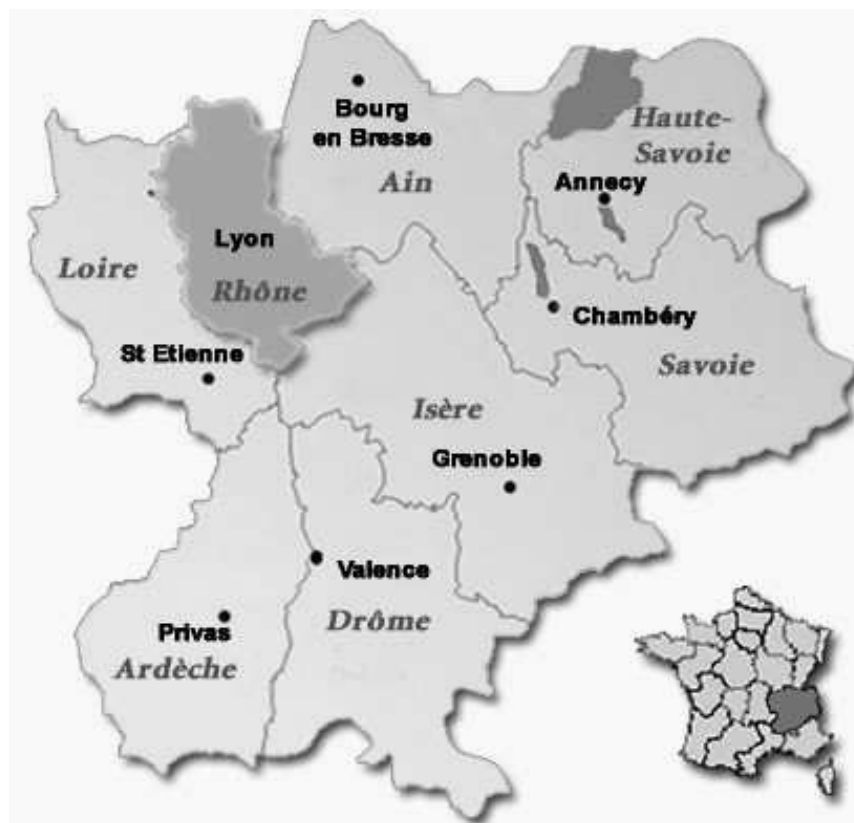 Bourg
en Bresse
Ain
Haute-
Savoie
Annecy
Lyon
Rhône
Loire
Chambéry
Savoie
St Etienne
Isère
Grenoble
Valence
Drôme
Privas
Ardèche